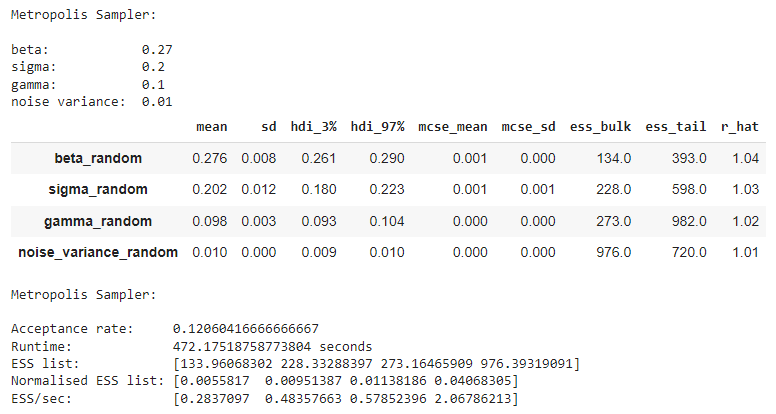 Metropolis Sampler:
beta: 0.27
sigma: 0.2
gamma: 0.1
noise variance: 0.01
mean sd hdi_3% hdi_97% mcse_mean mcse_sd ess_bulk ess_tail r_hat
beta_random 0.276 0.008 0.261 0.290 0.001 0.000 134.0 393.0 1.04
sigma_random 0.202 0.012 0.180 0.223 0.001 0.001 228.0 598.0 1.03
gamma_random 0.098 0.003 0.093 0.104 0.000 0.000 273.0 982.0 1.02
noise_variance_random 0.010 0.000 0.009 0.010 0.000 0.000 976.0 720.0 1.01
Metropolis Sampler:
Acceptance rate: 0.12060416666666667
Runtime: 472.17518758773804 seconds
ESS list: [133.96068302 228.33288397 273.16465909 976.39319091]
Normalised ESS list: [0.0055817 0.00951387 0.01138186 0.04068305]
ESS/sec: [0.2837097 0.48357663 0.57852396 2.06786213]